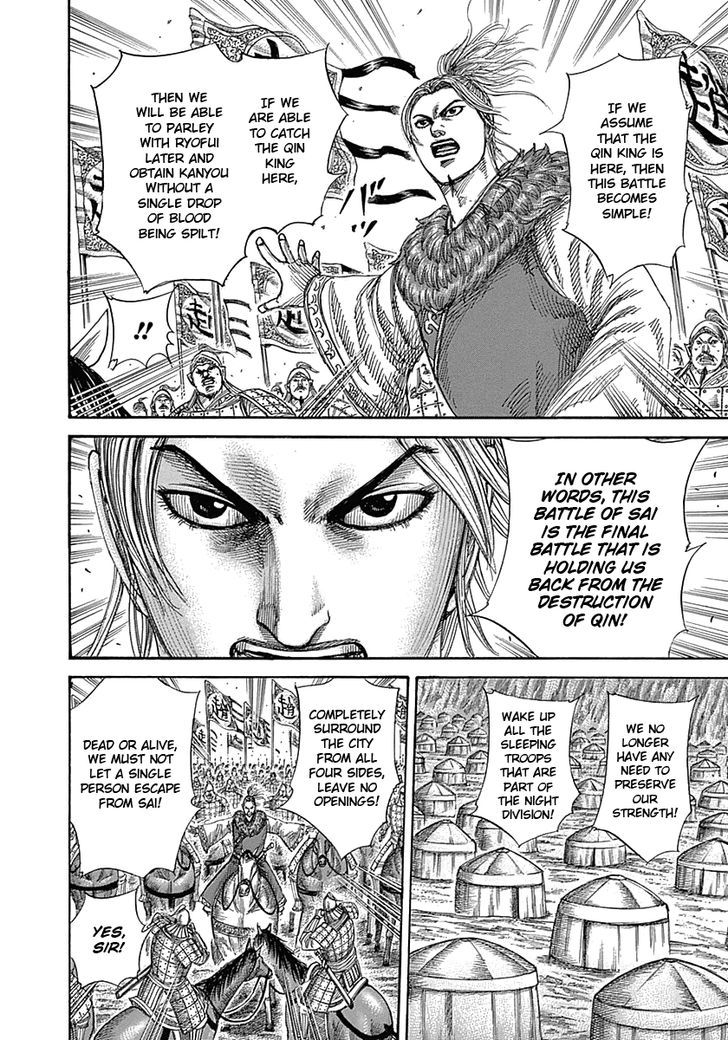 IF WE
ASSUME
THAT THE
QIN KING
IS HERE, THEN
THIS BATTLE
BECOMES
SIMPLE!
IF WE
ARE ABLE
TO CATCH
THE QIN
KING
HERE,
THEN WE
WILL BE ABLE
TO PARLEY
WITH RYOFUI
LATER AND
OBTAIN KANYOU
WITHOUT A
SINGLE DROP
OF BLOOD
BEING SPILT!
!!
趙
IN OTHER
WORDS, THIS
BATTLE OF SAI
IS THE FINAL
BATTLE THAT IS
HOLDING US
BACK FROM THE
DESTRUCTION
OF QIN!
WE NO
LONGER
HAVE ANY
NEED TO
PRESERVE
OUR
STRENGTH!
WAKE UP
ALL THE
SLEEPING
TROOPS
THAT ARE
PART OF
THE NIGHT
DIVISION!
COMPLETELY
SURROUND
THE CITY
FROM ALL
FOUR SIDES,
LEAVE NO
OPENINGS!
DEAD OR ALIVE,
WE MUST NOT
LET A SINGLE
PERSON ESCAPE
FROM SAI!
趙
YES,
SIR!